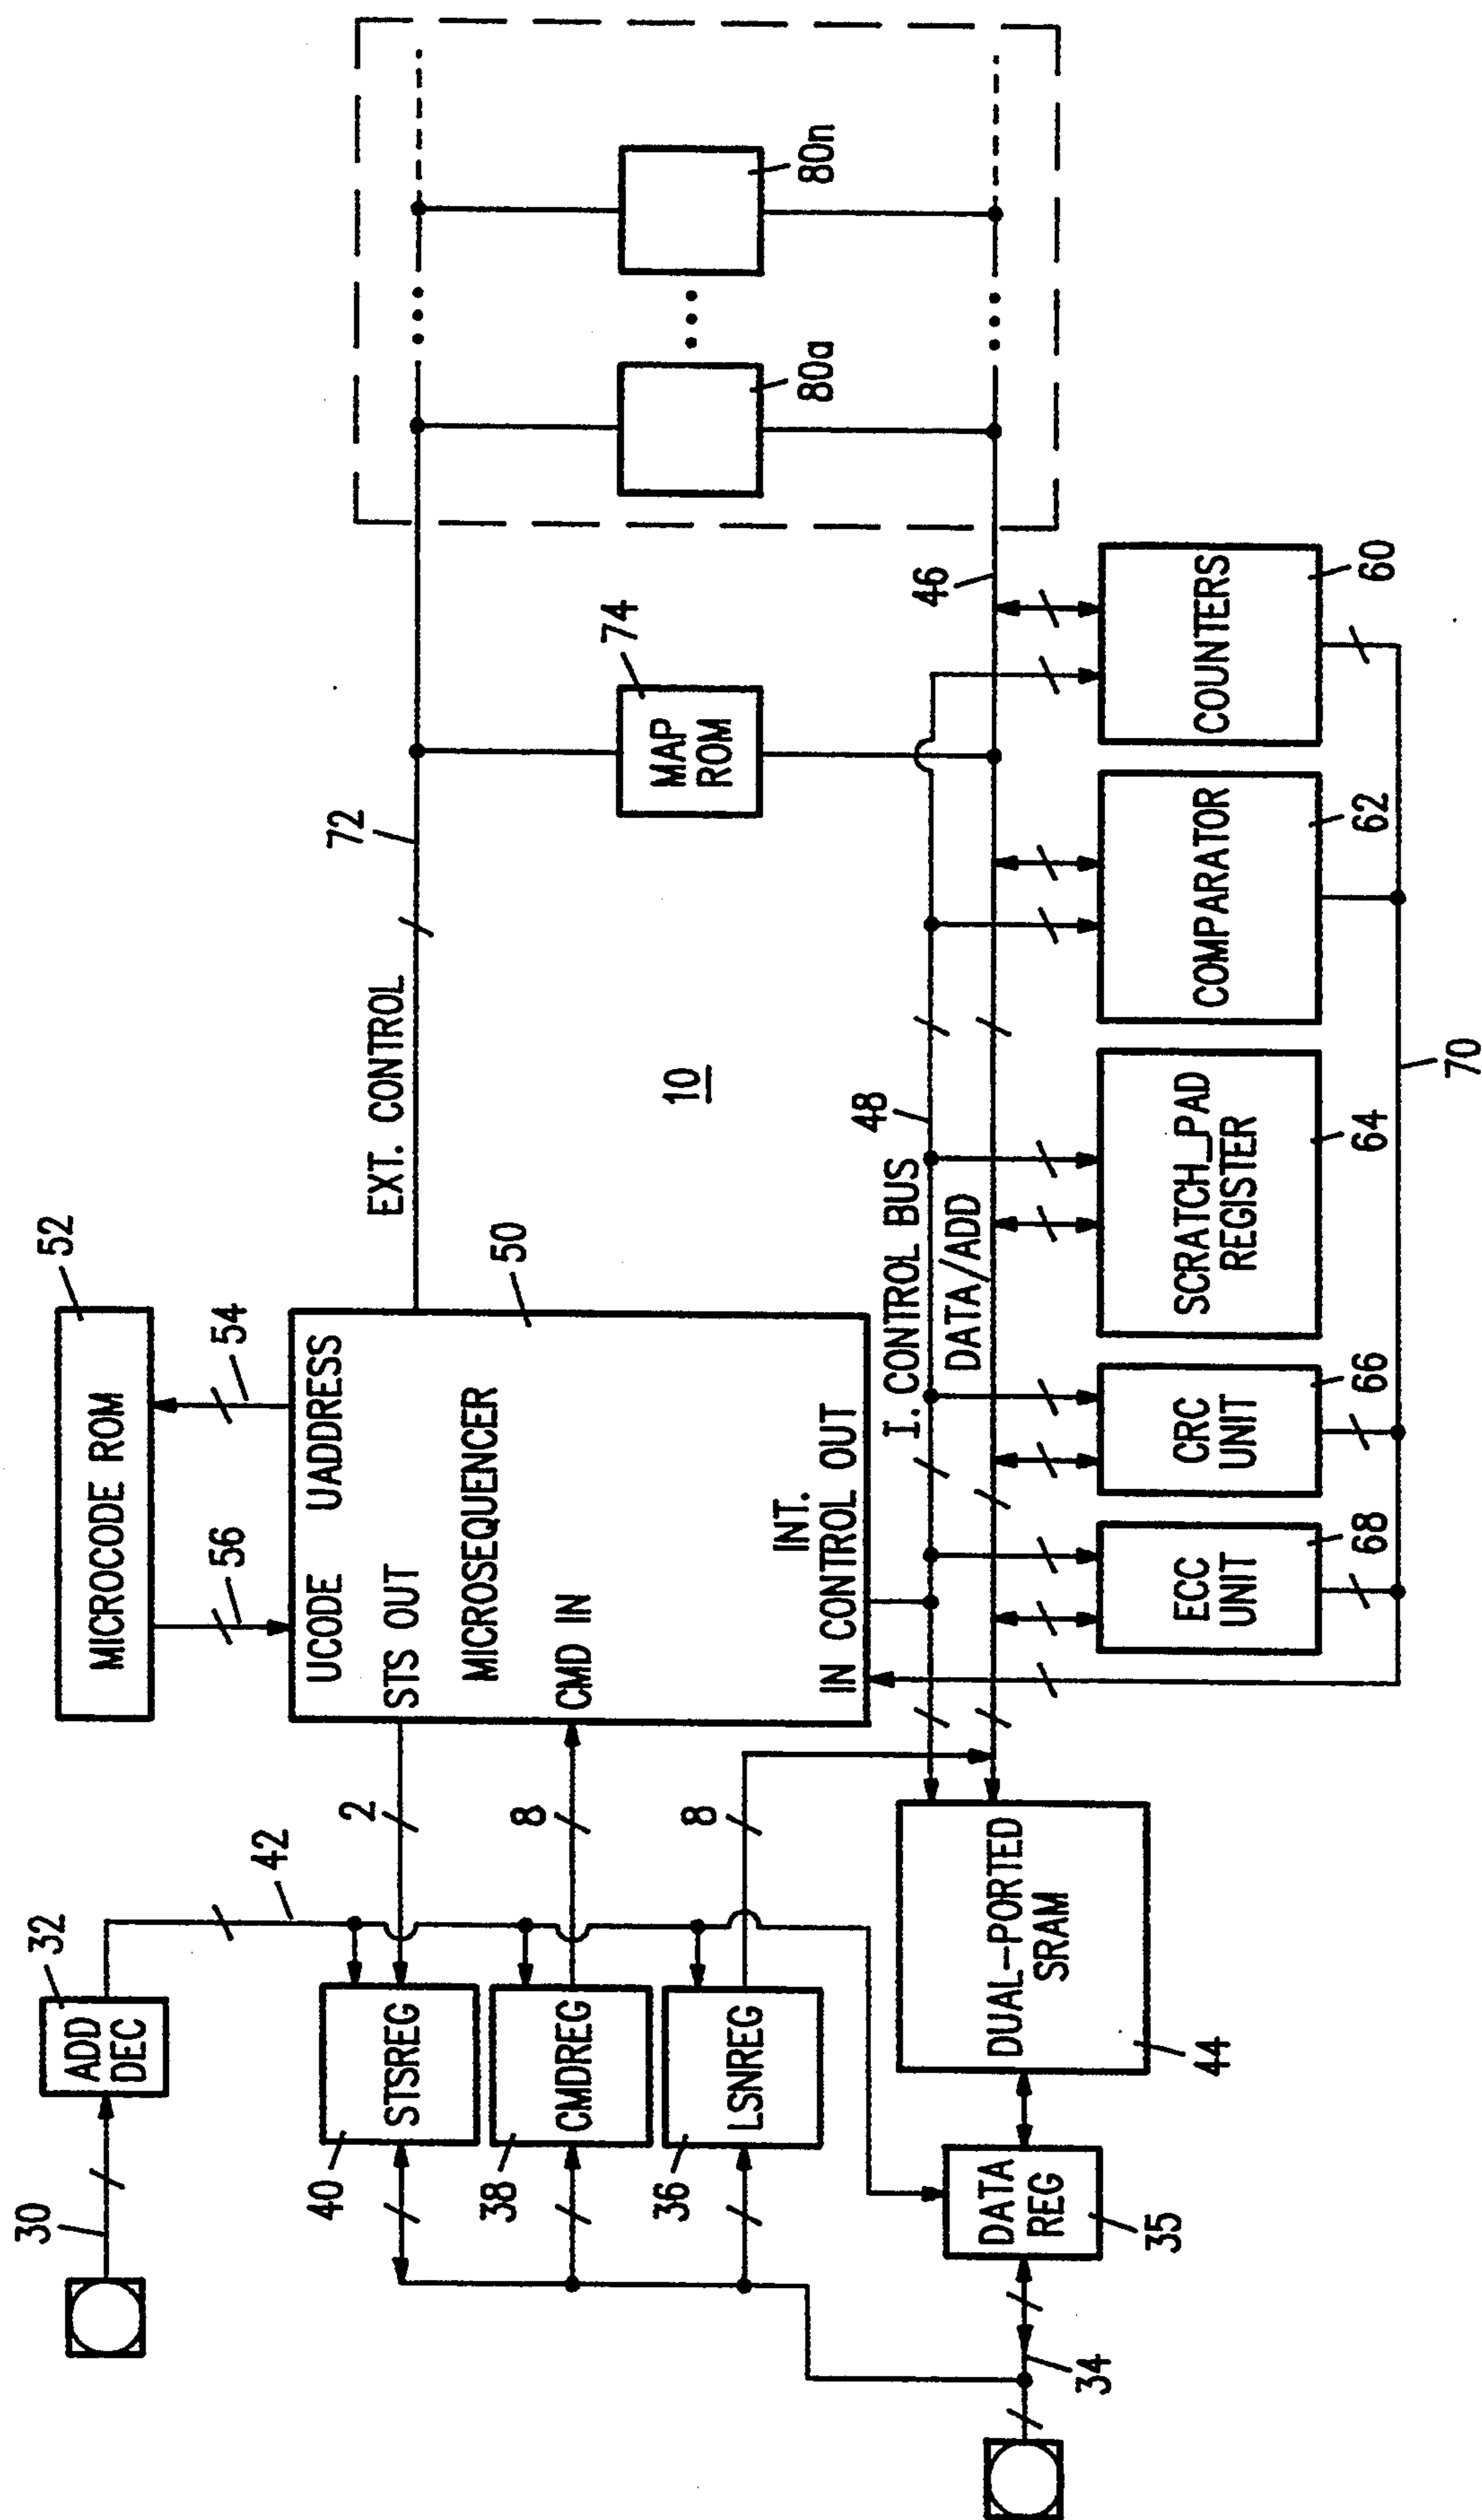 30
32
ADD
DEC
42
52
MICROCODE ROM
56
54
40
STSREG
2
38
CMDREG
8
36
LSNREG
8
UCODE UADDRESS
STS OUT
MICROSEQUENCER
CMD IN
INT.
IN CONTROL OUT
50
EXT. CONTROL
72
10
74
MAP
ROM
80a
80n
34
DATA
REG
35
DUAL-PORTED
SRAM
44
I. CONTROL BUS
48
DATA/ADD
46
ECC
UNIT
68
CRC
UNIT
66
SCRATCH_PAD
REGISTER
64
COMPARATOR
62
COUNTERS
60
70